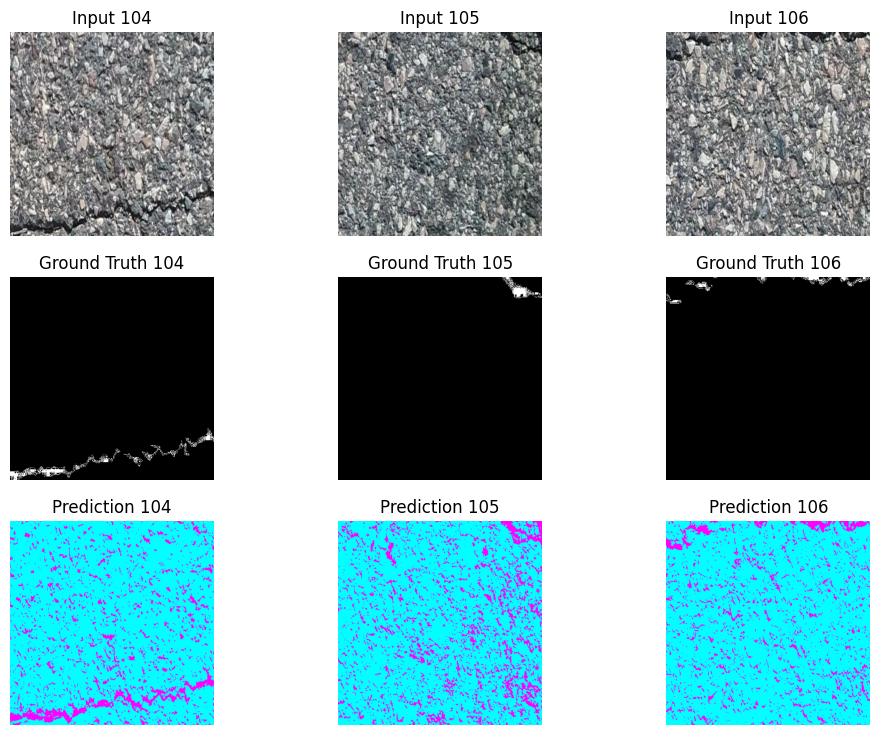 Input 104
Input 105
Input 106
Ground Truth 104
Ground Truth 105
Ground Truth 106
Prediction 104
Prediction 105
Prediction 106